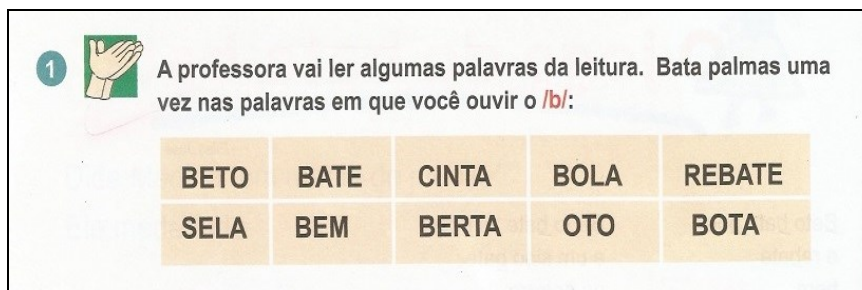 1 A professora vai ler algumas palavras da leitura. Bata palmas uma
vez nas palavras em que você ouvir o /b/:
BETO BATE CINTA BOLA REBATE
SELA BEM BERTA OTO BOTA